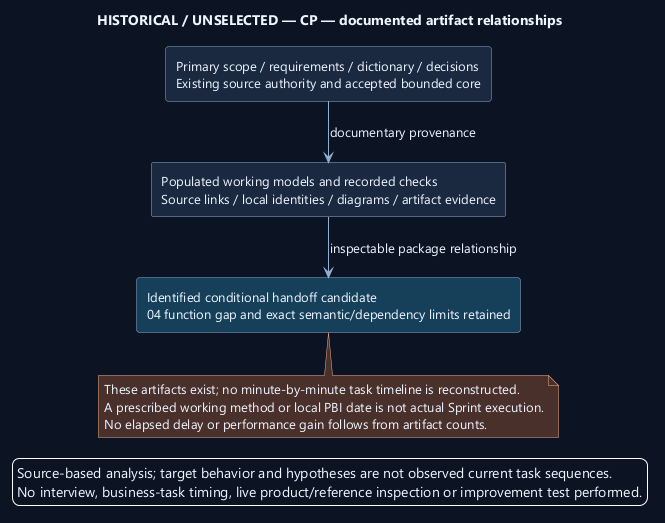 HISTORICAL / UNSELECTED — CP — documented artifact relationships
Primary scope / requirements / dictionary / decisions
Existing source authority and accepted bounded core
documentary provenance
Populated working models and recorded checks
Source links / local identities / diagrams / artifact evidence
inspectable package relationship
Identified conditional handoff candidate
04 function gap and exact semantic/dependency limits retained
These artifacts exist; no minute-by-minute task timeline is reconstructed.
A prescribed working method or local PBI date is not actual Sprint execution.
No elapsed delay or performance gain follows from artifact counts.
Source-based analysis; target behavior and hypotheses are not observed current task sequences.
No interview, business-task timing, live product/reference inspection or improvement test performed.